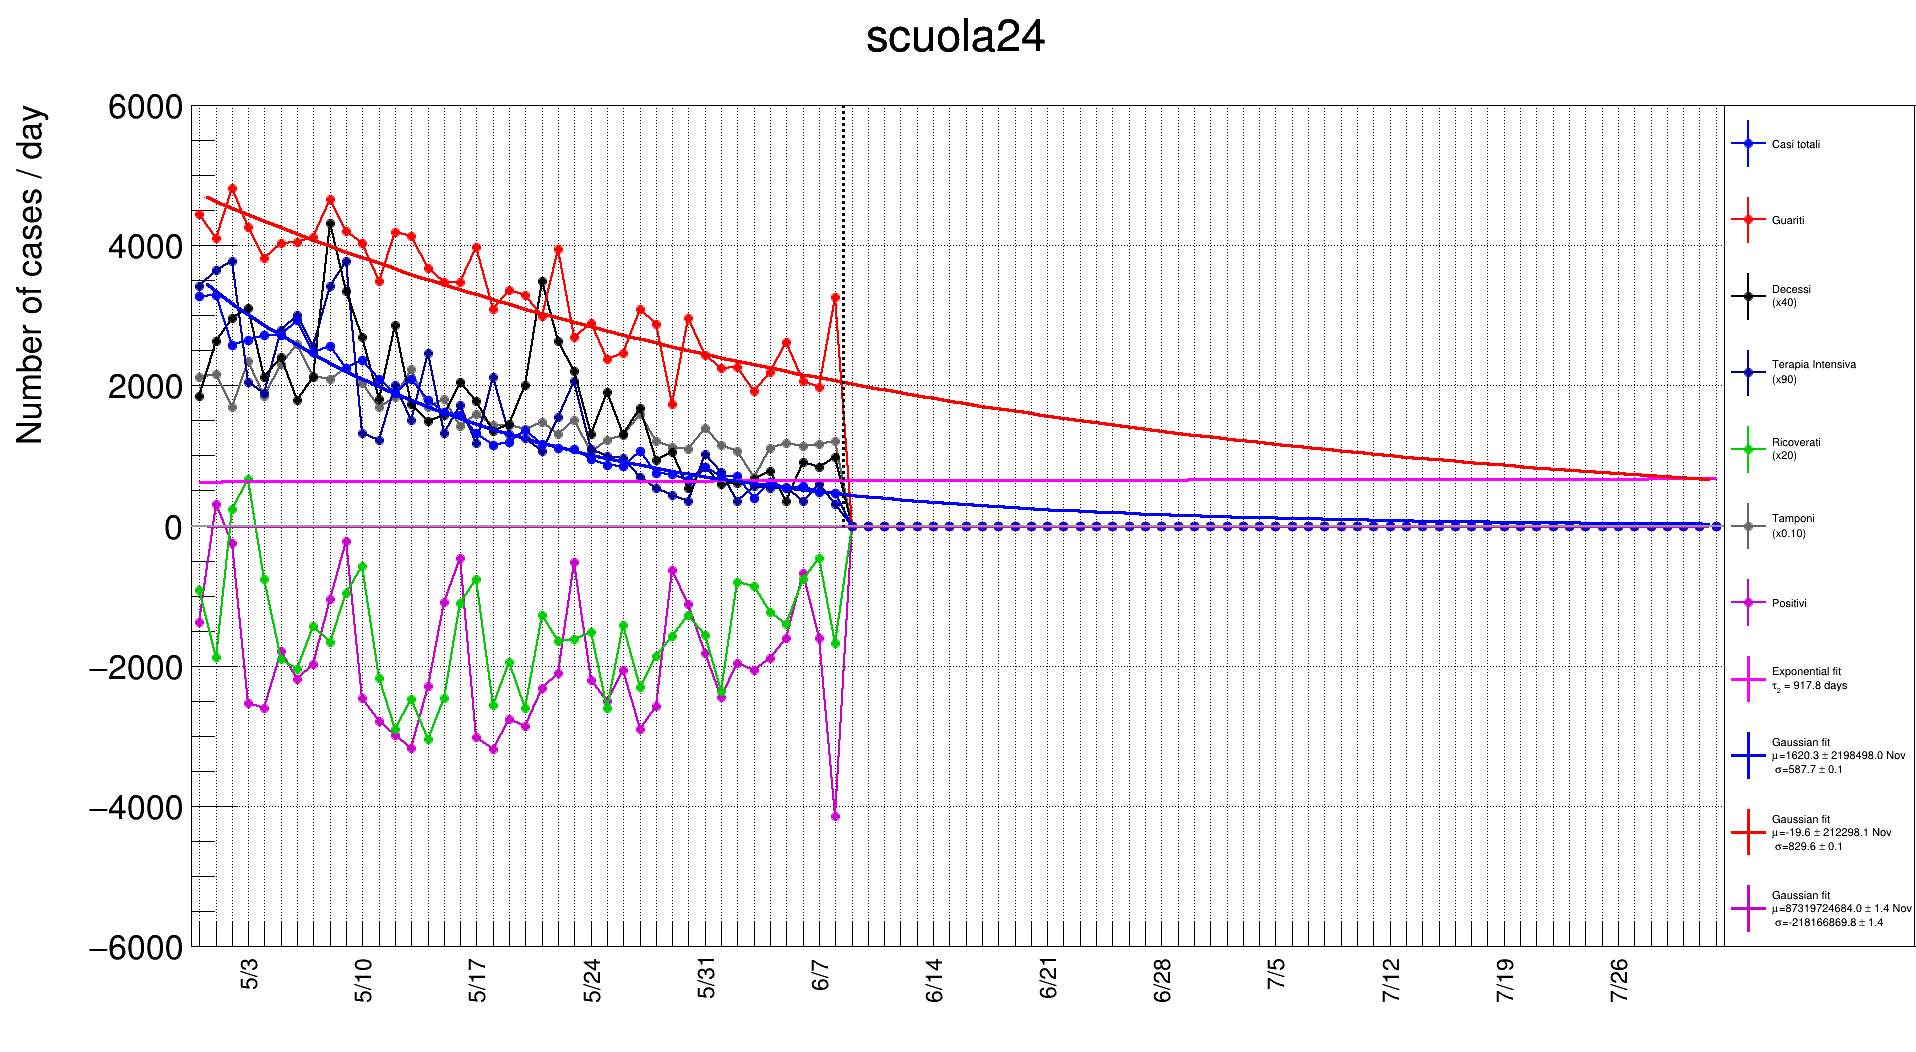 scuola24
Number of cases / day
6000
4000
2000
0
−2000
−4000
−6000
5/3
5/10
5/17
5/24
5/31
6/7
6/14
6/21
6/28
7/5
7/12
7/19
7/26
Casi totali
Guariti
Decessi
(x40)
Terapia Intensiva
(x90)
Ricoverati
(x20)
Tamponi
(x0.10)
Positivi
Exponential fit
τ₂ = 917.8 days
Gaussian fit
μ=1620.3 ± 2198498.0 Nov
σ=587.7 ± 0.1
Gaussian fit
μ=-19.6 ± 212298.1 Nov
σ=829.6 ± 0.1
Gaussian fit
μ=87319724684.0 ± 1.4 Nov
σ=-218166869.8 ± 1.4